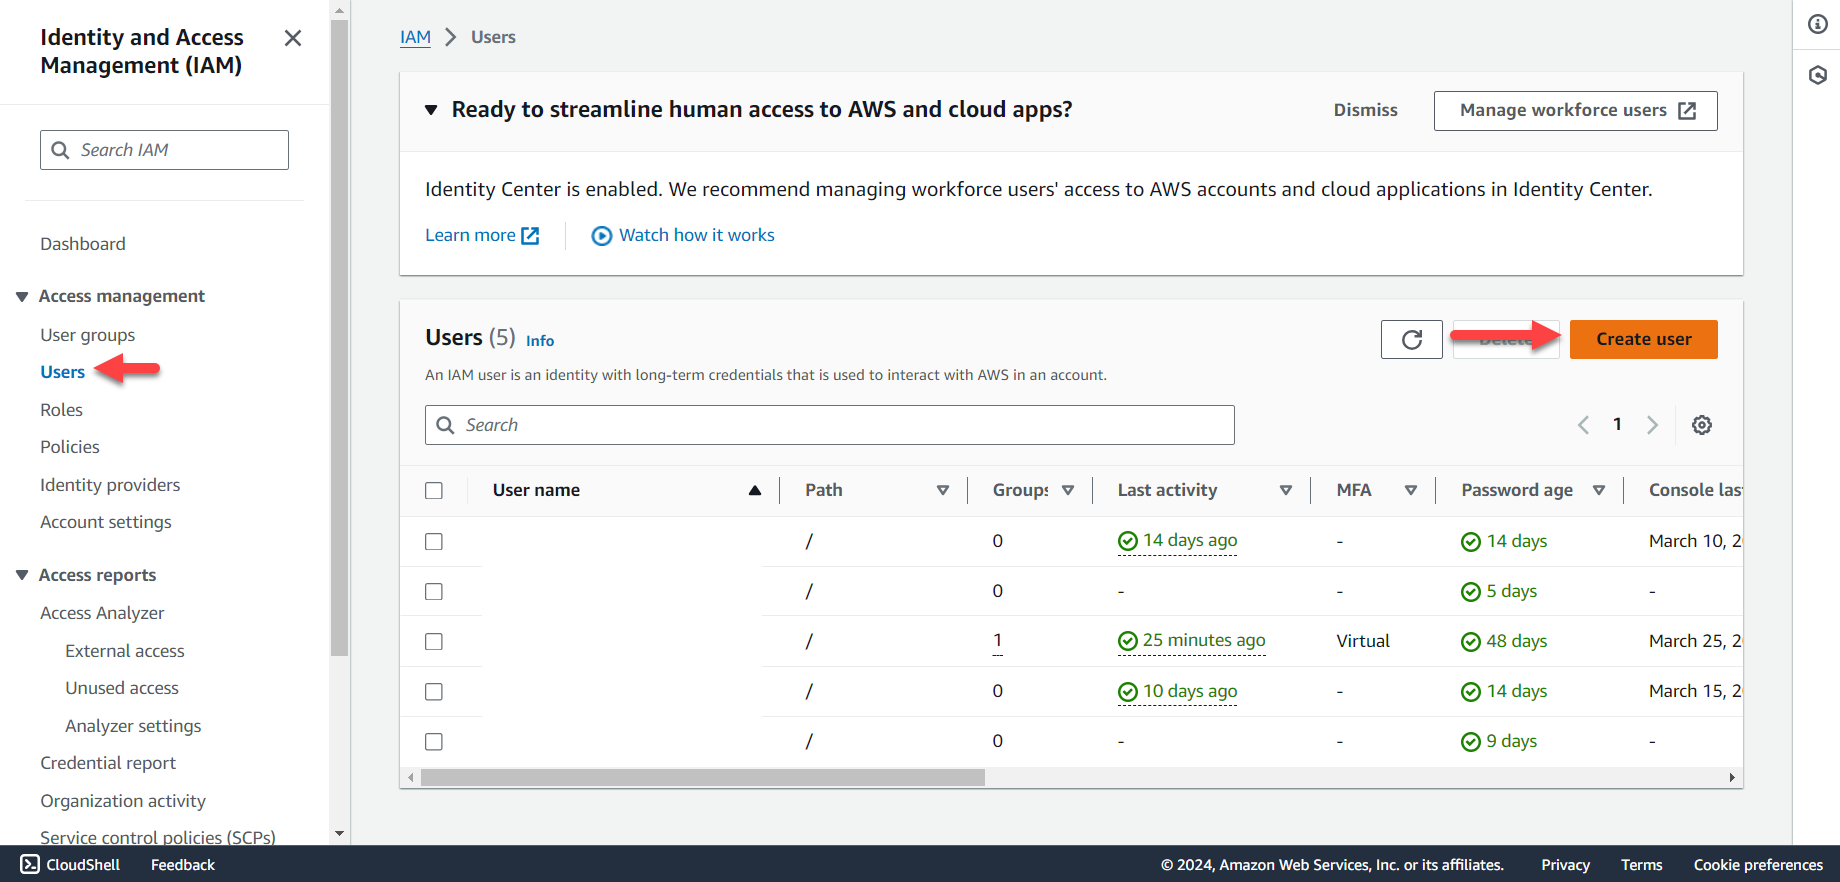 Identity and Access
Management (IAM)
Search IAM
Dashboard
Access management
User groups
Users
Roles
Policies
Identity providers
Account settings
Access reports
Access Analyzer
External access
Unused access
Analyzer settings
Credential report
Organization activity
Service control policies (SCPs)
IAM > Users
Ready to streamline human access to AWS and cloud apps?
Dismiss
Manage workforce users
Identity Center is enabled. We recommend managing workforce users' access to AWS accounts and cloud applications in Identity Center.
Learn more
Watch how it works
Users (5) Info
Delete
Create user
An IAM user is an identity with long-term credentials that is used to interact with AWS in an account.
Search
1
User name Path Groups Last activity MFA Password age Console las
/ 0 14 days ago - 14 days March 10, 2
/ 0 - - 5 days -
/ 1 25 minutes ago Virtual 48 days March 25, 2
/ 0 10 days ago - 14 days March 15, 2
/ 0 - - 9 days -
CloudShell Feedback © 2024, Amazon Web Services, Inc. or its affiliates. Privacy Terms Cookie preferences